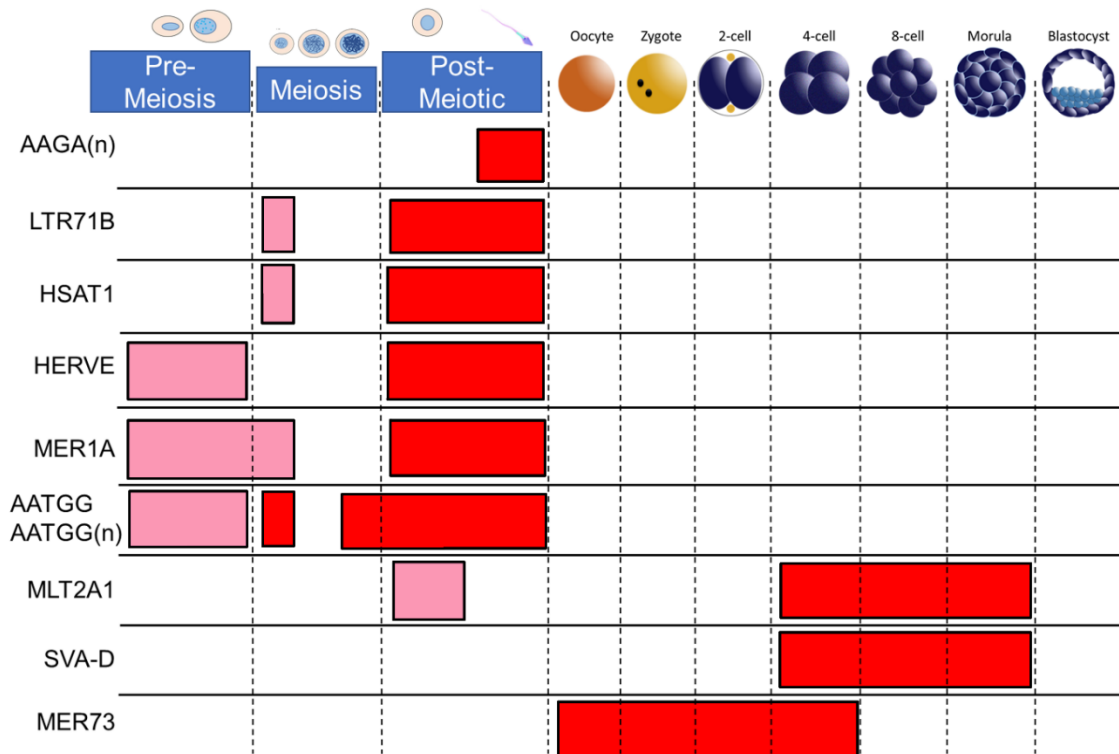 Oocyte Zygote 2-cell 4-cell 8-cell Morula Blastocyst
Pre-
Meiosis
Meiosis
Post-
Meiotic
AAGA(n)
LTR71B
HSAT1
HERVE
MER1A
AATGG
AATGG(n)
MLT2A1
SVA-D
MER73